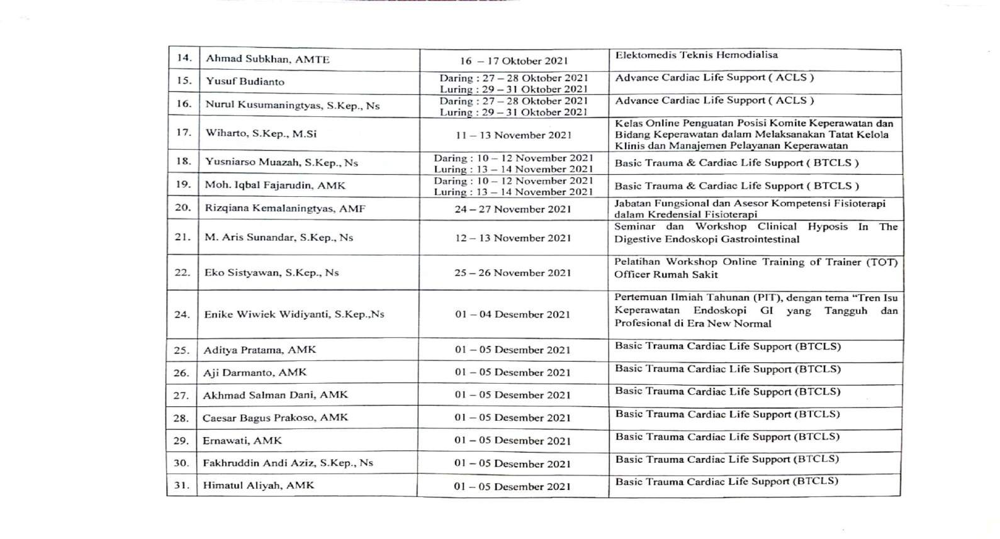 14. Ahmad Subkhan, AMTE 16 – 17 Oktober 2021 Elektomedis Teknis Hemodialisa
15. Yusuf Budianto Daring : 27 – 28 Oktober 2021 Advance Cardiac Life Support ( ACLS )
Luring : 29 – 31 Oktober 2021
16. Nurul Kusumaningtyas, S.Kep., Ns Daring : 27 – 28 Oktober 2021 Advance Cardiac Life Support ( ACLS )
Luring : 29 – 31 Oktober 2021
17. Wiharto, S.Kep., M.Si 11 – 13 November 2021 Kelas Online Penguatan Posisi Komite Keperawatan dan
Bidang Keperawatan dalam Melaksanakan Tatat Kelola
Klinis dan Manajemen Pelayanan Keperawatan
18. Yusniarso Muazah, S.Kep., Ns Daring : 10 – 12 November 2021 Basic Trauma & Cardiac Life Support ( BTCLS )
Luring : 13 – 14 November 2021
19. Moh. Iqbal Fajarudin, AMK Daring : 10 – 12 November 2021 Basic Trauma & Cardiac Life Support ( BTCLS )
Luring : 13 – 14 November 2021
20. Rizqiana Kemalaningtyas, AMF 24 – 27 November 2021 Jabatan Fungsional dan Asesor Kompetensi Fisioterapi
dalam Kredensial Fisioterapi
21. M. Aris Sunandar, S.Kep., Ns 12 – 13 November 2021 Seminar dan Workshop Clinical Hyposis In The
Digestive Endoskopi Gastrointestinal
22. Eko Sistyawan, S.Kep., Ns 25 – 26 November 2021 Pelatihan Workshop Online Training of Trainer (TOT)
Officer Rumah Sakit
24. Enike Wiwiek Widiyanti, S.Kep.,Ns 01 – 04 Desember 2021 Pertemuan Ilmiah Tahunan (PIT), dengan tema “Tren Isu
Keperawatan Endoskopi GI yang Tangguh dan
Profesional di Era New Normal
25. Aditya Pratama, AMK 01 – 05 Desember 2021 Basic Trauma Cardiac Life Support (BTCLS)
26. Aji Darmanto, AMK 01 – 05 Desember 2021 Basic Trauma Cardiac Life Support (BTCLS)
27. Akhmad Salman Dani, AMK 01 – 05 Desember 2021 Basic Trauma Cardiac Life Support (BTCLS)
28. Caesar Bagus Prakoso, AMK 01 – 05 Desember 2021 Basic Trauma Cardiac Life Support (BTCLS)
29. Ernawati, AMK 01 – 05 Desember 2021 Basic Trauma Cardiac Life Support (BTCLS)
30. Fakhruddin Andi Aziz, S.Kep., Ns 01 – 05 Desember 2021 Basic Trauma Cardiac Life Support (BTCLS)
31. Himatul Aliyah, AMK 01 – 05 Desember 2021 Basic Trauma Cardiac Life Support (BTCLS)